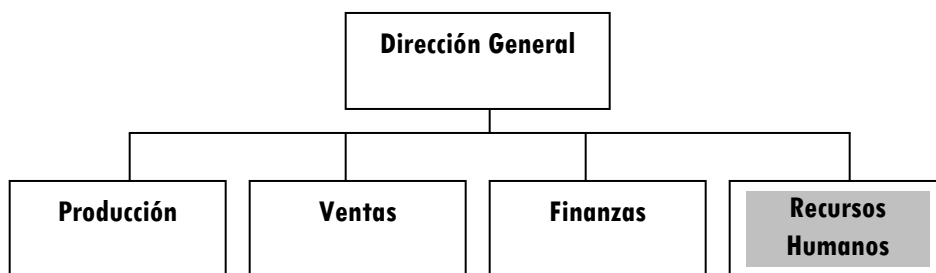 Dirección General
Producción
Ventas
Finanzas
Recursos
Humanos